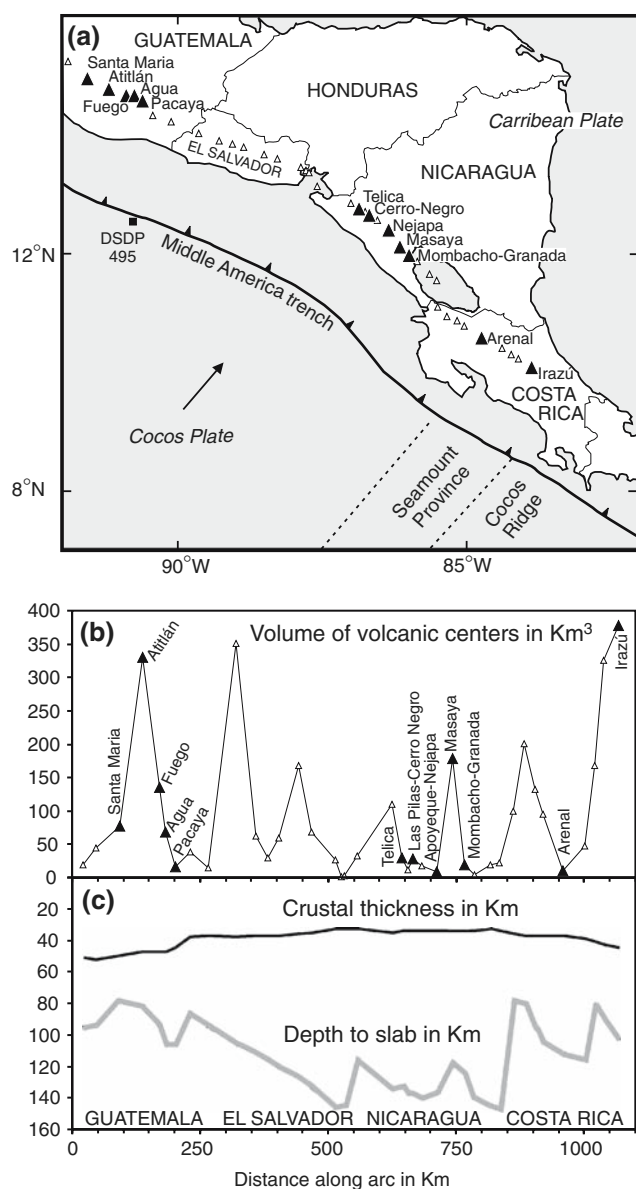 (a)
GUATEMALA
Santa Maria
Atitlán
Agua
Fuego
Pacaya
HONDURAS
Carribean Plate
EL SALVADOR
NICARAGUA
Telica
Cerro-Negro
Nejapa
Masaya
Mombacho-Granada
DSDP
495
Middle America trench
12°N
Arenal
Irazú
COSTA
RICA
Cocos Plate
Seamount
Province
Cocos
Ridge
8°N
90°W
85°W
(b)
Volume of volcanic centers in Km³
400
350
300
250
200
150
100
50
0
Santa Maria
Atitlán
Fuego
Agua
Pacaya
Telica
Las Pilas-Cerro Negro
Apoyeque-Nejapa
Masaya
Mombacho-Granada
Arenal
Irazú
(c)
Crustal thickness in Km
Depth to slab in Km
20
40
60
80
100
120
140
160
GUATEMALA EL SALVADOR NICARAGUA COSTA RICA
0 250 500 750 1000
Distance along arc in Km